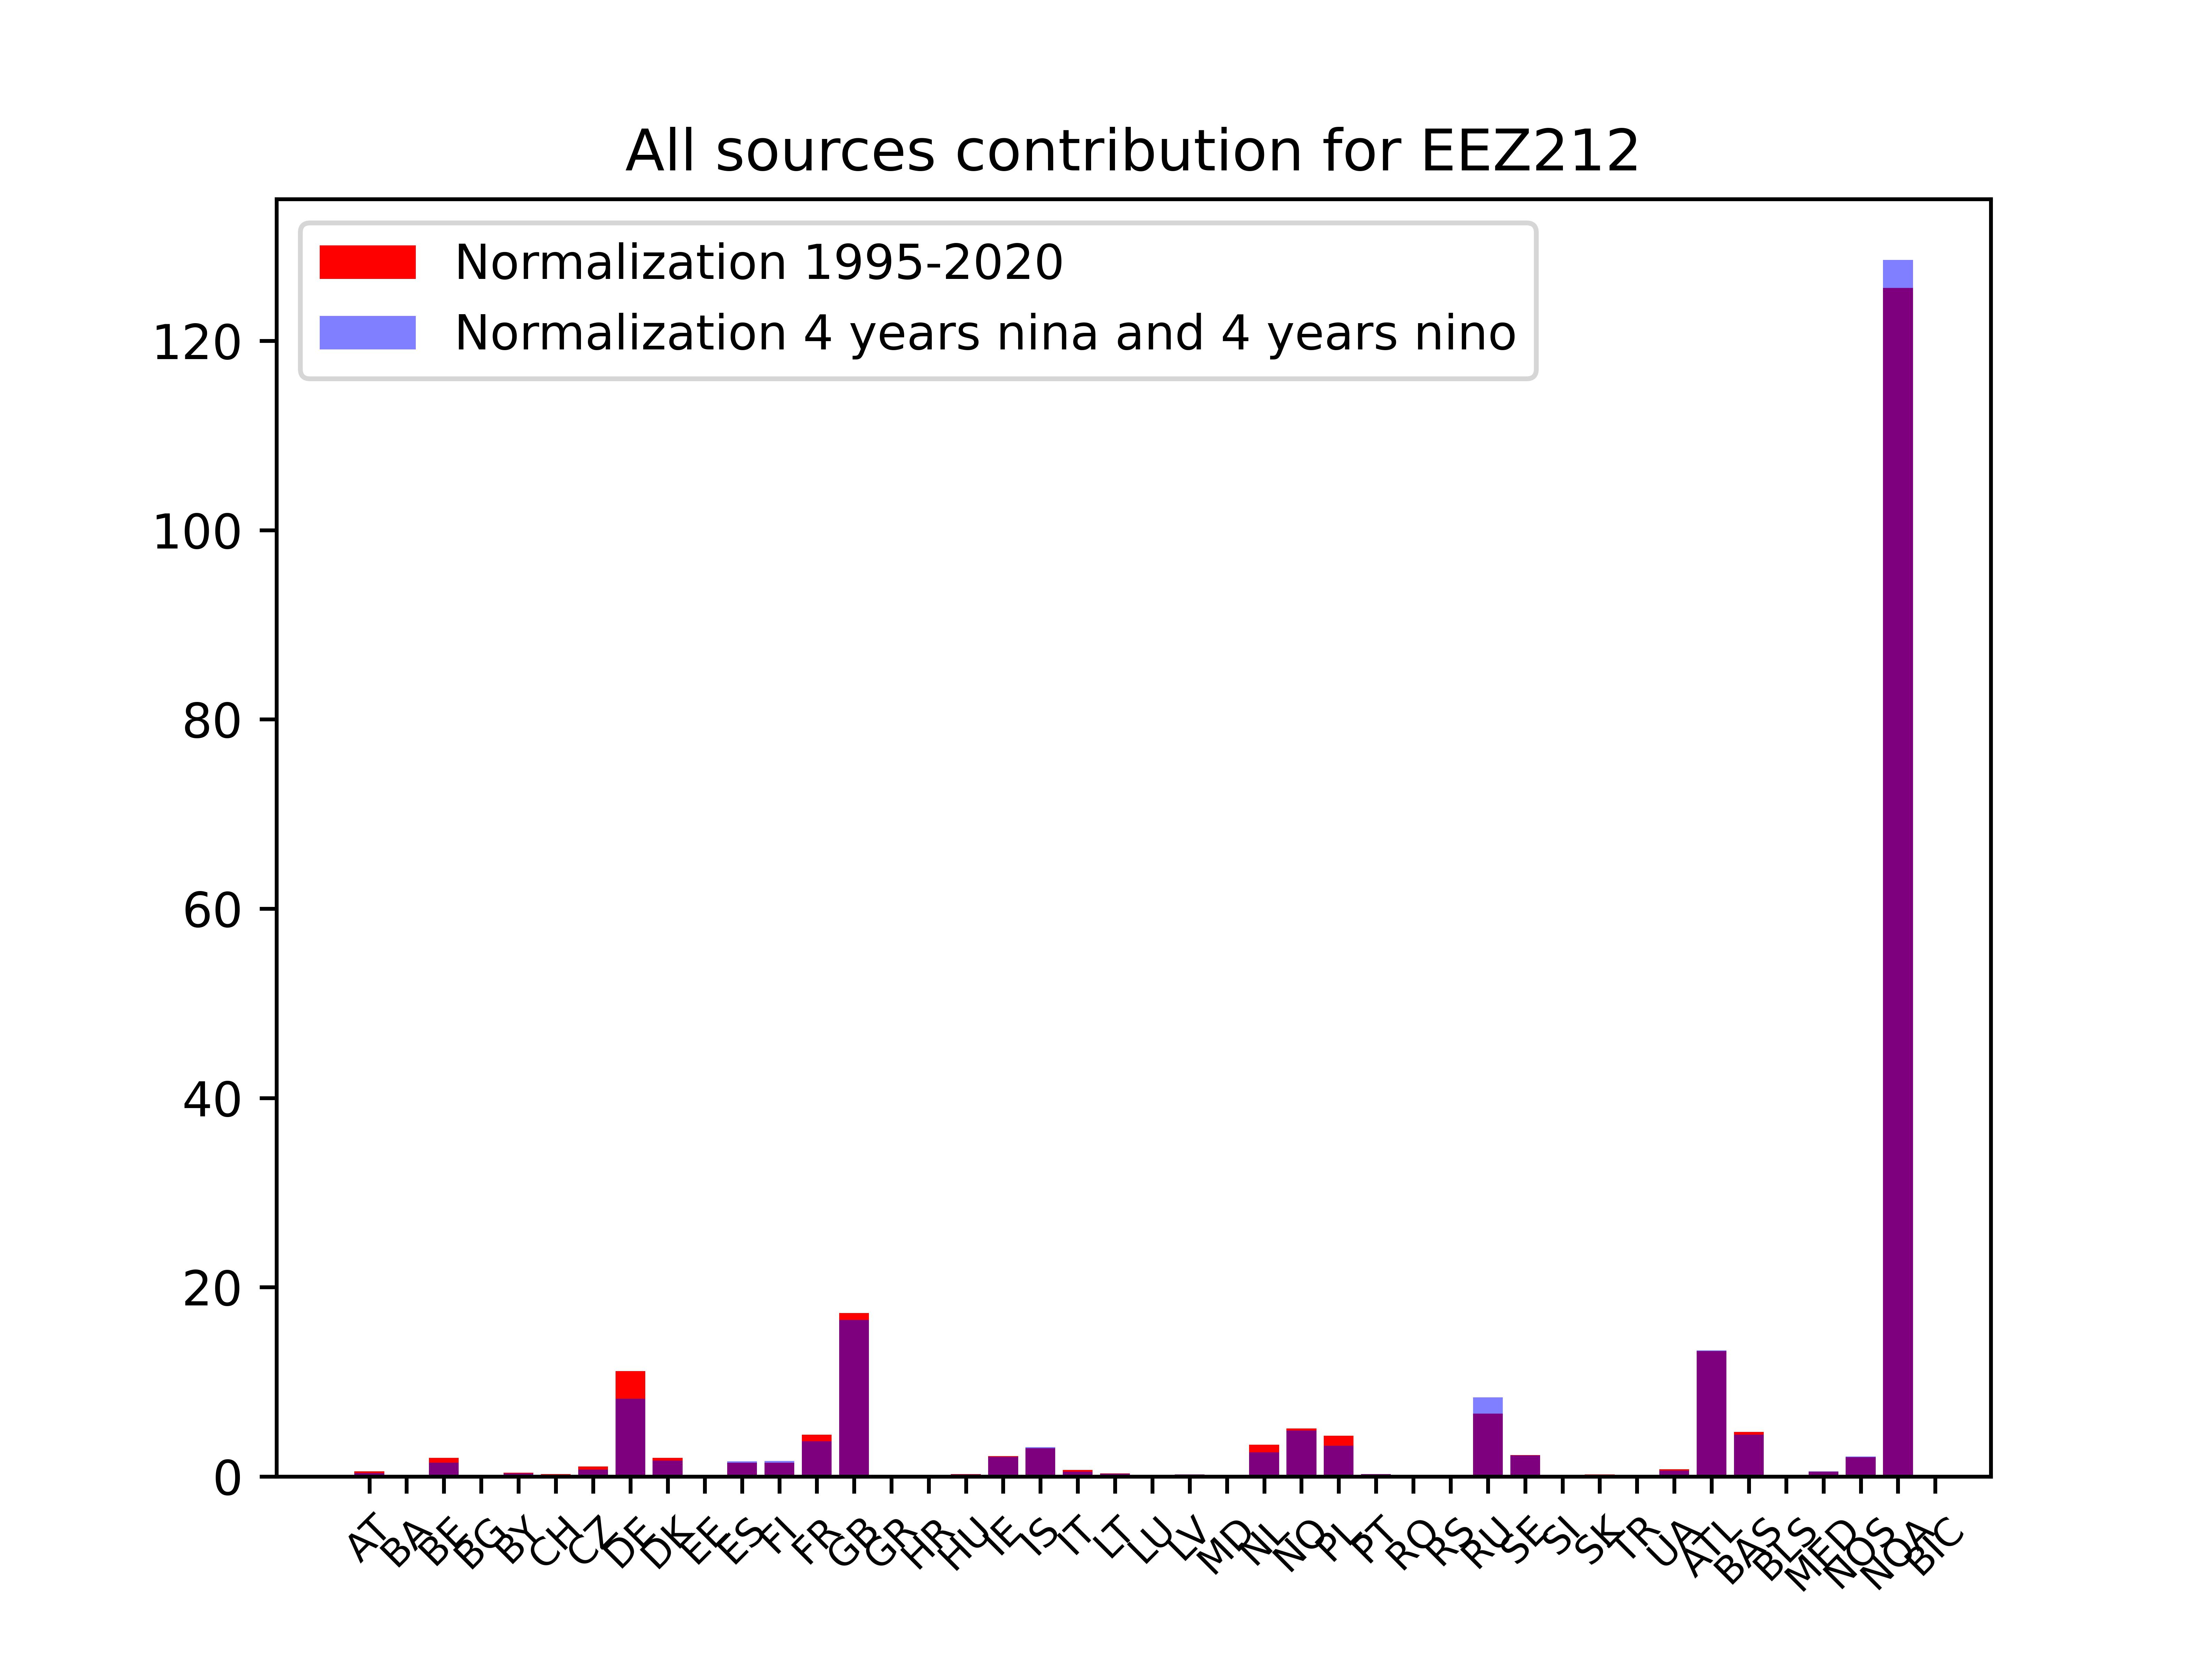 All sources contribution for EEZ212
Normalization 1995-2020
Normalization 4 years nina and 4 years nino
120
100
80
60
40
20
0
AT
BA
BE
BG
BY
CH
CZ
DE
DK
EE
ES
FI
FR
GB
GR
HR
HU
IE
IS
IT
LT
LU
LV
MD
NL
NO
PL
PT
RO
RS
RU
SE
SI
SK
TR
UA
ATL
BAS
BLS
MED
NOS
NOA
BIC